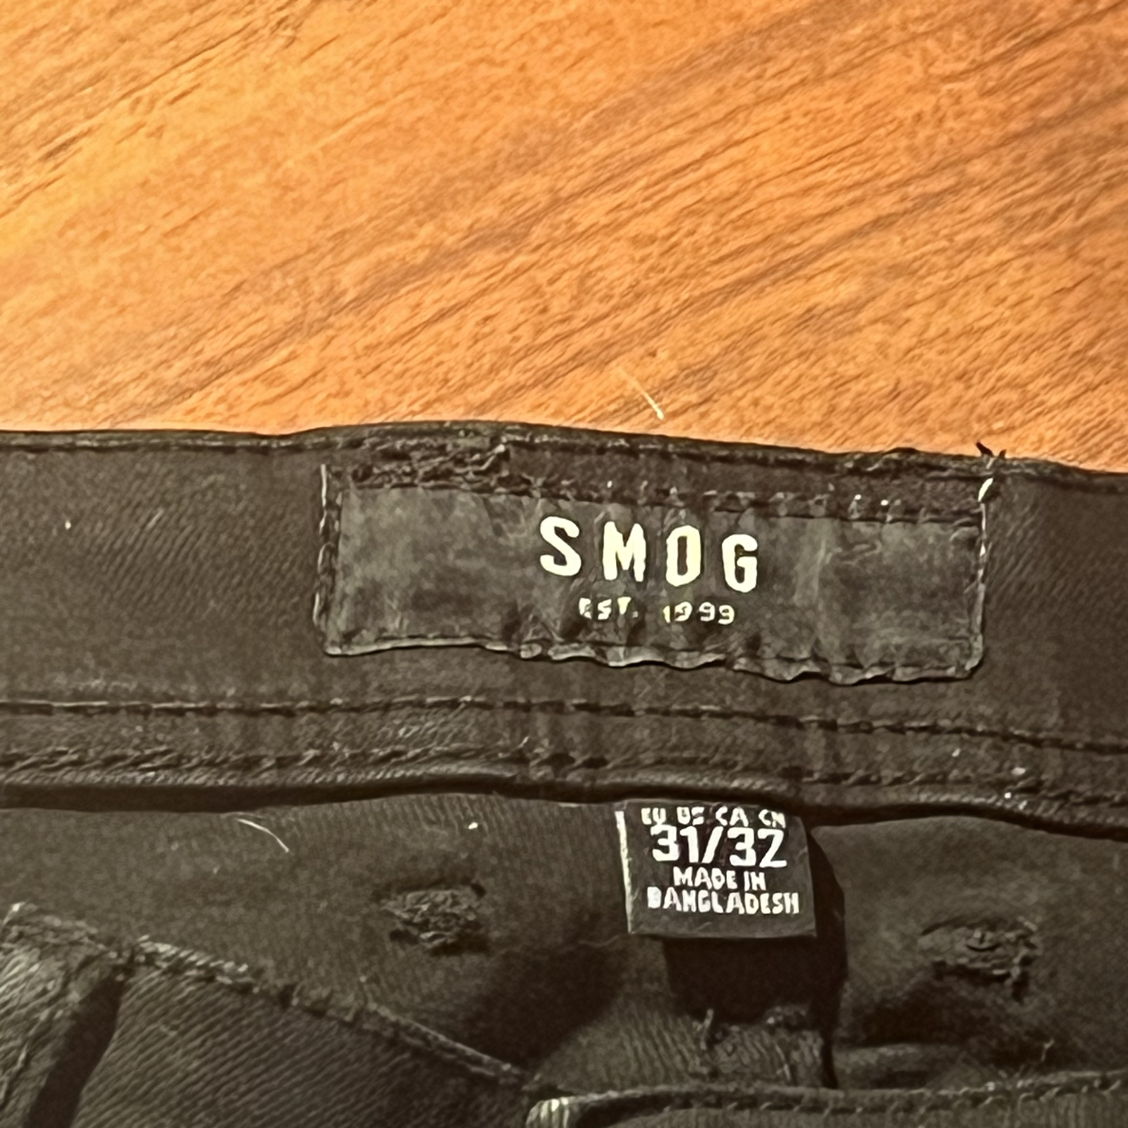 SMOG
EST. 1999
EU US CA CN
31/32
MADE IN
BANGLADESH